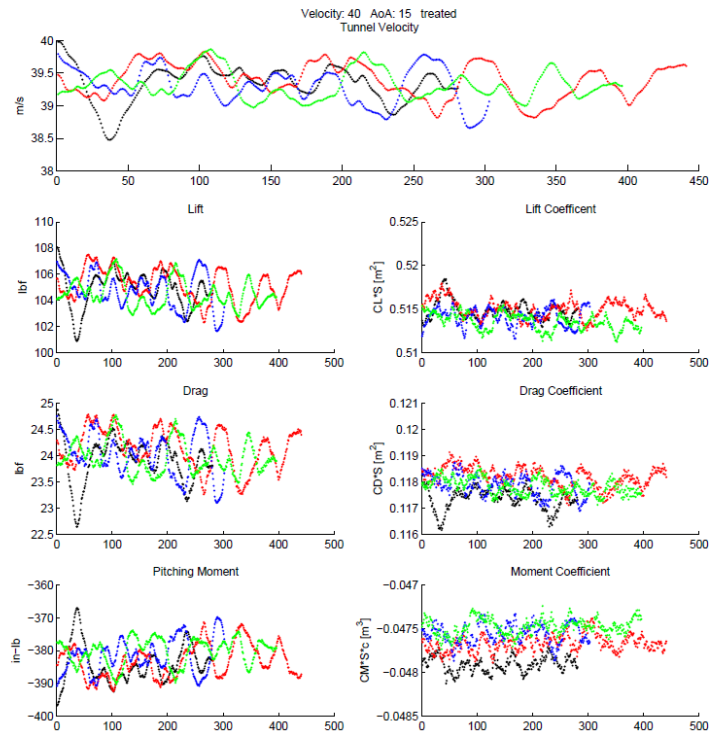 Velocity: 40 AoA: 15 treated
Tunnel Velocity
40
39.5
39
38.5
38
m/s
0 50 100 150 200 250 300 350 400 450
Lift
110
108
106
104
102
100
lbf
0 100 200 300 400 500
Lift Coefficent
0.525
0.52
0.515
0.51
CL*S [m²]
0 100 200 300 400 500
Drag
25
24.5
24
23.5
23
22.5
lbf
0 100 200 300 400 500
Drag Coefficient
0.121
0.12
0.119
0.118
0.117
0.116
CD*S [m²]
0 100 200 300 400 500
Pitching Moment
−360
−370
−380
−390
−400
in−lb
0 100 200 300 400 500
Moment Coefficient
−0.047
−0.0475
−0.048
−0.0485
CM*S*c [m³]
0 100 200 300 400 500